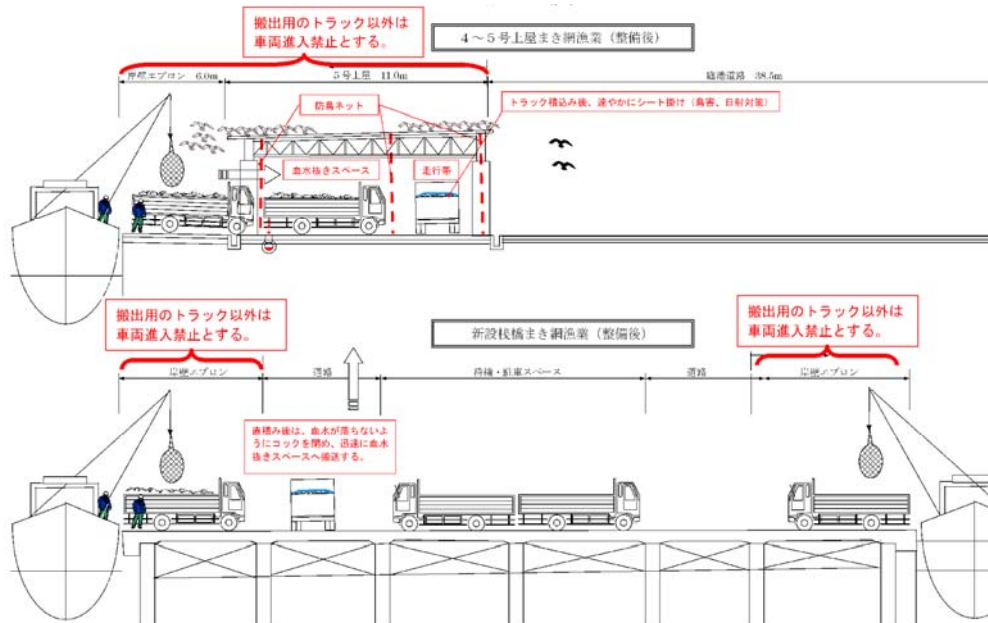 搬出用のトラック以外は
車両進入禁止とする。
4～5号上屋まき網漁業（整備後）
岸壁エプロン 6.0m
5号上屋 11.0m
臨港道路 38.5m
防鳥ネット
トラック積込み後、速やかにシート掛け（鳥害、日射対策）
血水抜きスペース
走行帯
搬出用のトラック以外は
車両進入禁止とする。
新設桟橋まき網漁業（整備後）
搬出用のトラック以外は
車両進入禁止とする。
岸壁エプロン
道路
待機・駐車スペース
道路
岸壁エプロン
直積み後は、血水が落ちないよ
うにコックを閉め、迅速に血水
抜きスペースへ搬送する。